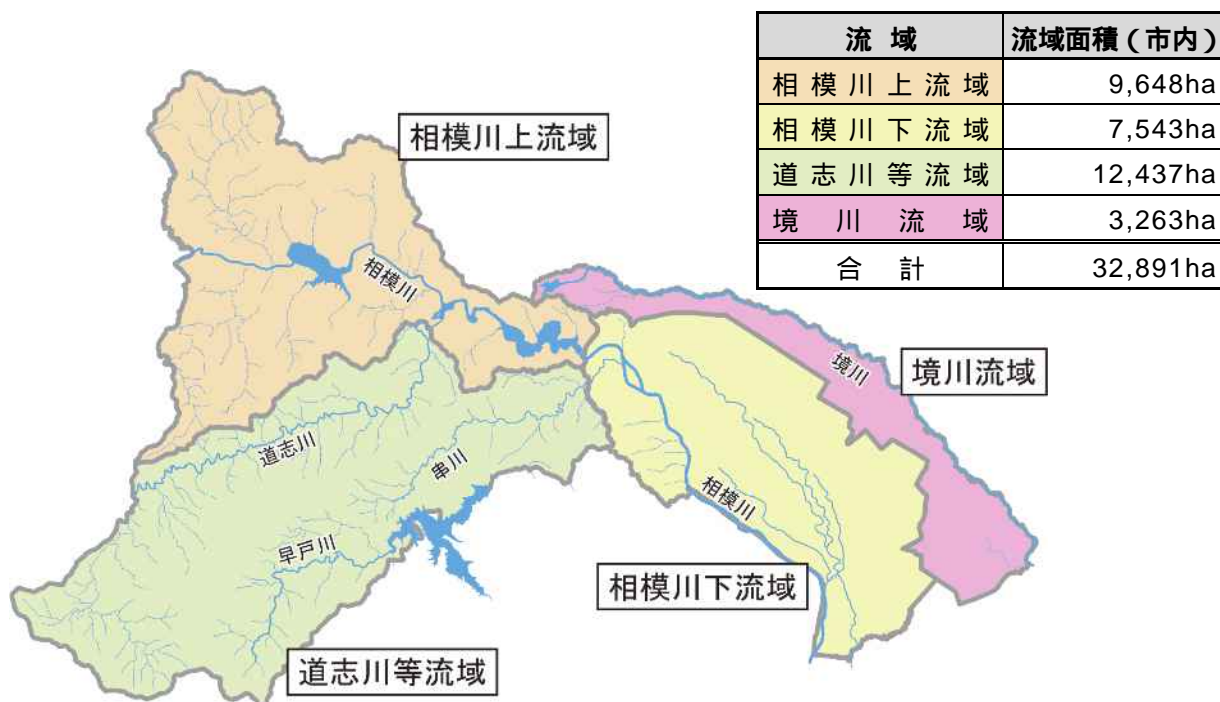 流域 流域面積（市内）
相模川上流域 9,648ha
相模川下流域 7,543ha
道志川等流域 12,437ha
境川流域 3,263ha
合計 32,891ha
相模川上流域
相模川
境川
境川流域
道志川
串川
相模川
早戸川
相模川下流域
道志川等流域